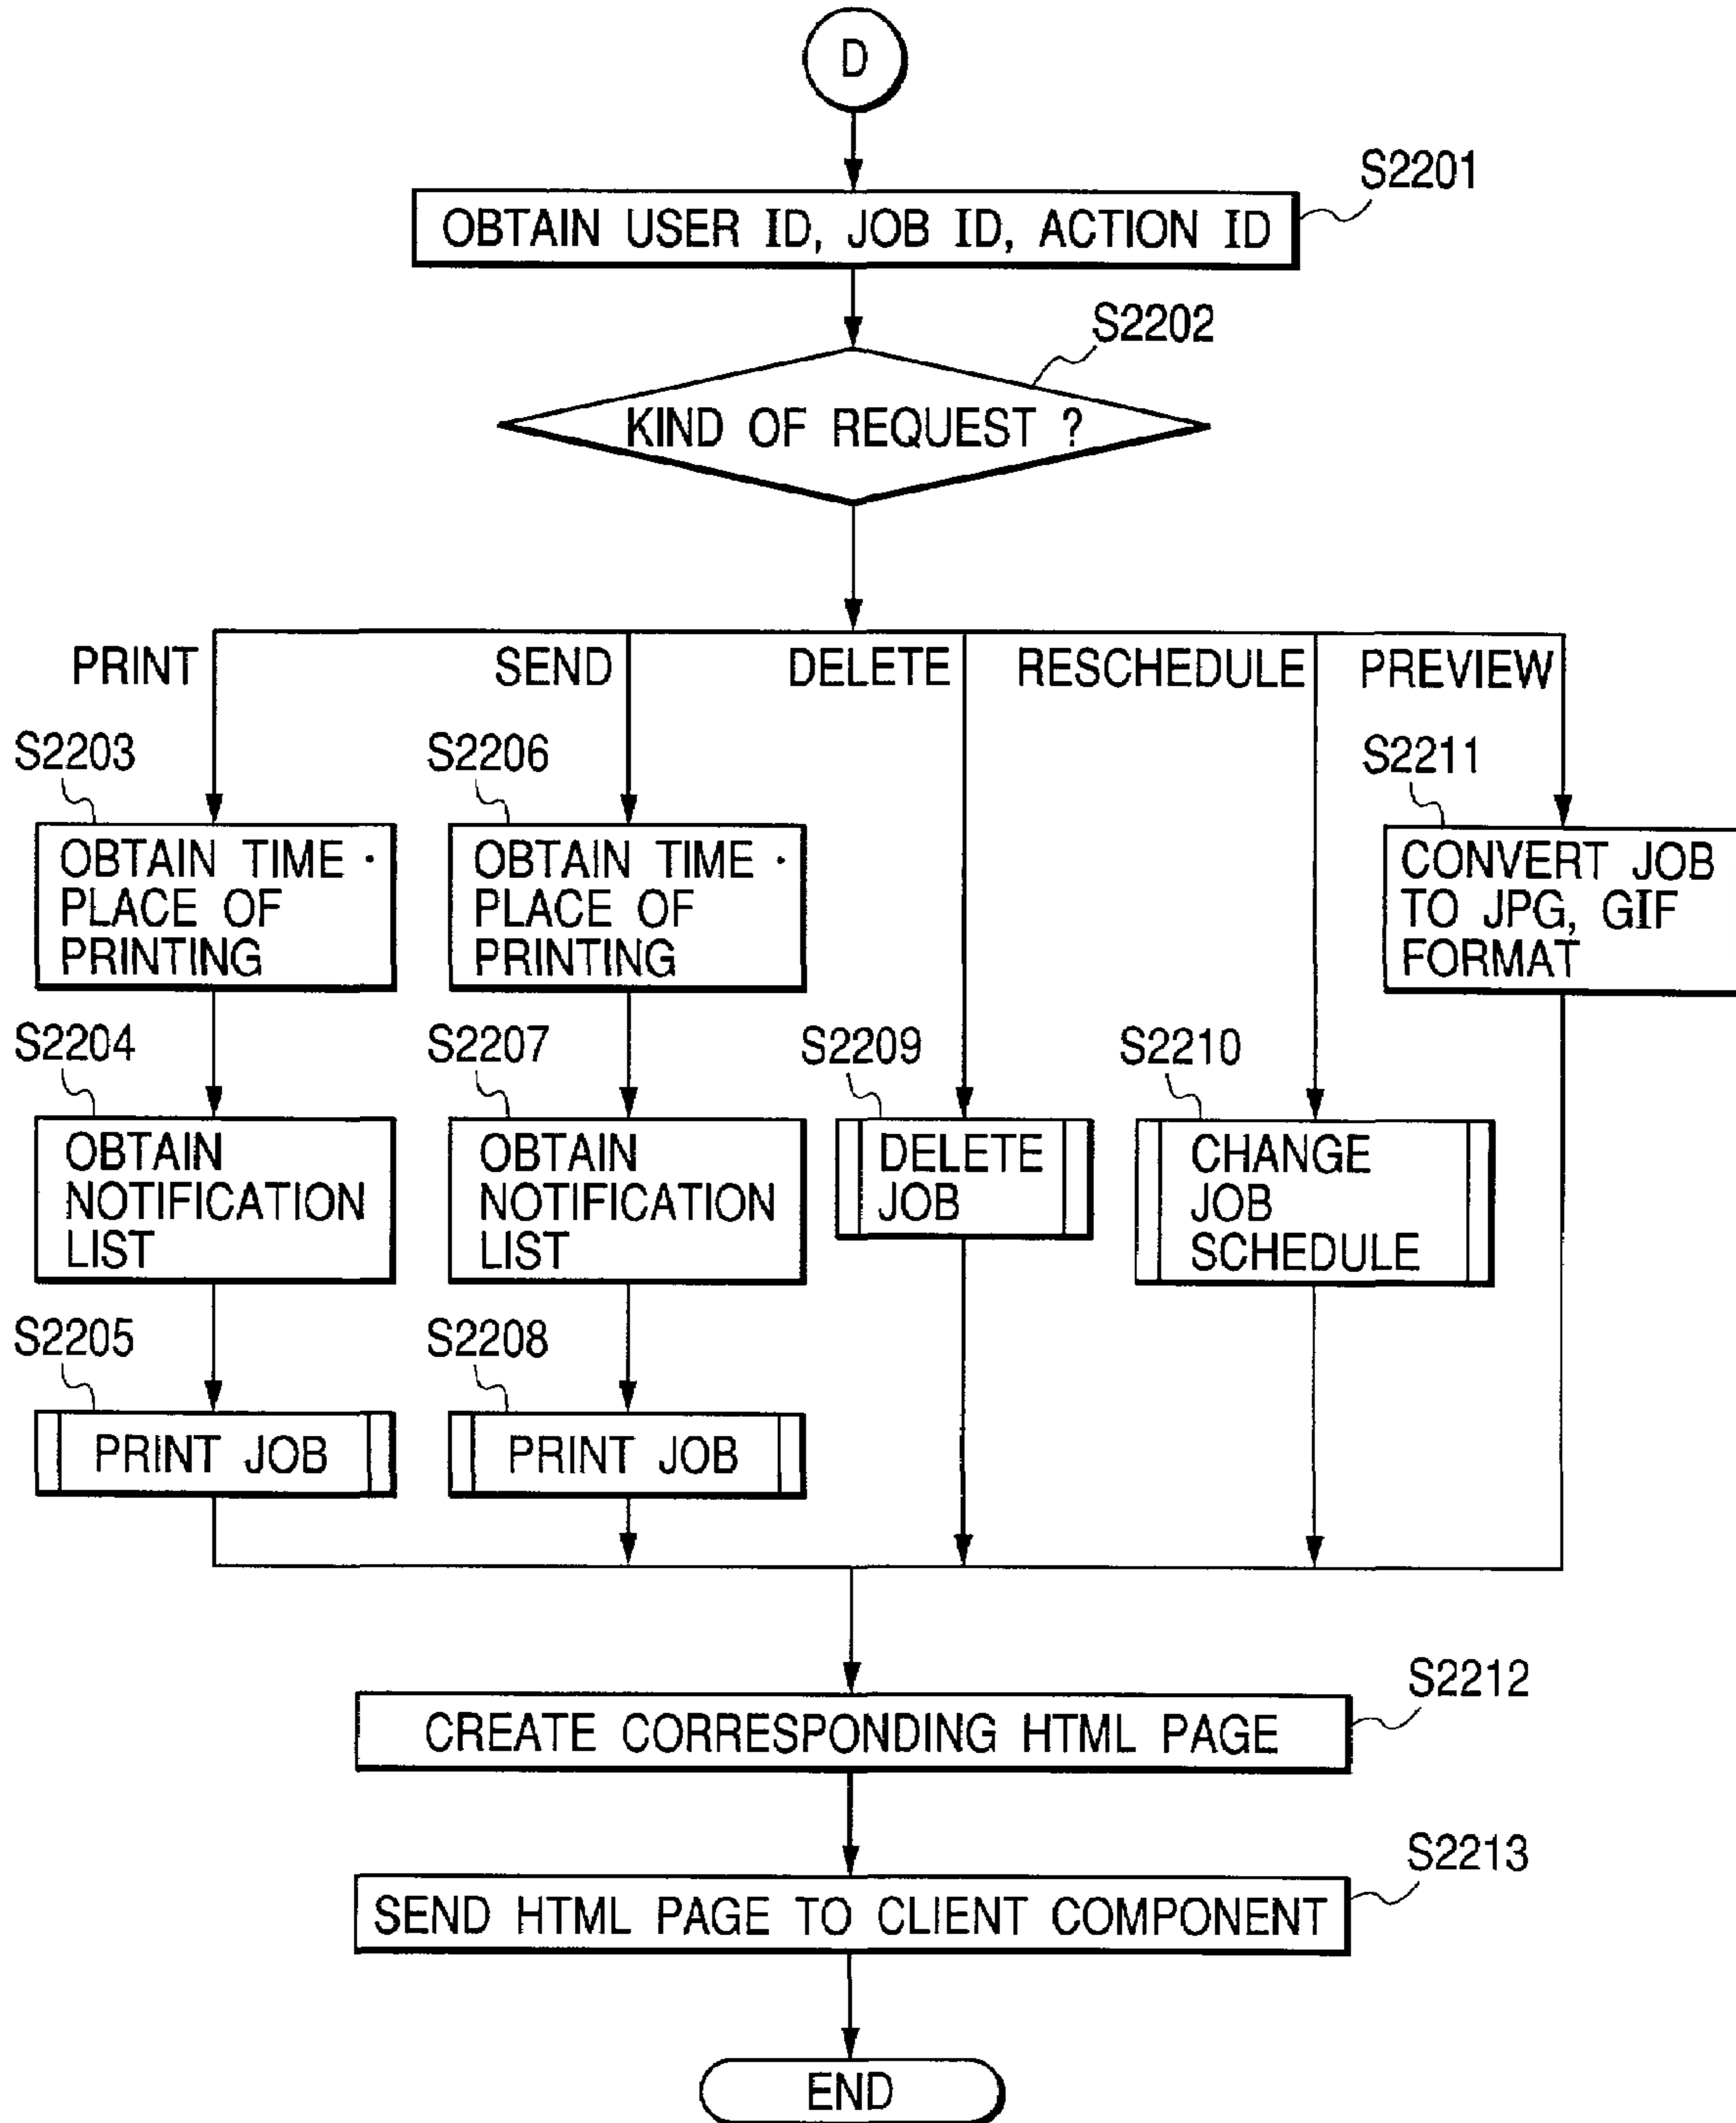 D
S2201
OBTAIN USER ID, JOB ID, ACTION ID
S2202
KIND OF REQUEST ?
PRINT
SEND
DELETE
RESCHEDULE
PREVIEW
S2203
OBTAIN TIME ·
PLACE OF
PRINTING
S2206
OBTAIN TIME ·
PLACE OF
PRINTING
S2211
CONVERT JOB
TO JPG, GIF
FORMAT
S2204
OBTAIN
NOTIFICATION
LIST
S2207
OBTAIN
NOTIFICATION
LIST
S2209
DELETE
JOB
S2210
CHANGE
JOB
SCHEDULE
S2205
PRINT JOB
S2208
PRINT JOB
S2212
CREATE CORRESPONDING HTML PAGE
S2213
SEND HTML PAGE TO CLIENT COMPONENT
END